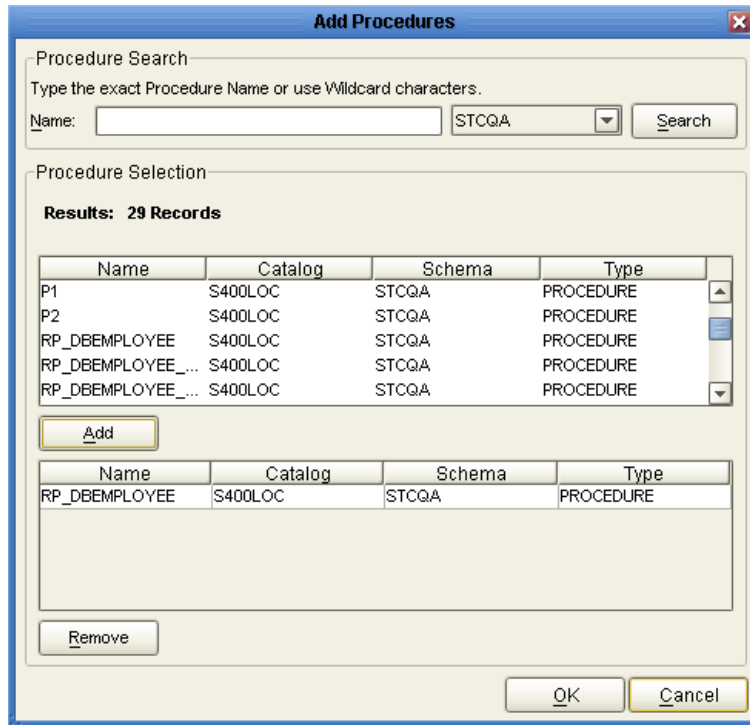 Add Procedures
Procedure Search
Type the exact Procedure Name or use Wildcard characters.
Name: STCQA Search
Procedure Selection
Results: 29 Records
Name Catalog Schema Type
P1 S400LOC STCQA PROCEDURE
P2 S400LOC STCQA PROCEDURE
RP_DBEMPLOYEE S400LOC STCQA PROCEDURE
RP_DBEMPLOYEE_... S400LOC STCQA PROCEDURE
RP_DBEMPLOYEE_... S400LOC STCQA PROCEDURE
Add
Name Catalog Schema Type
RP_DBEMPLOYEE S400LOC STCQA PROCEDURE
Remove
OK Cancel